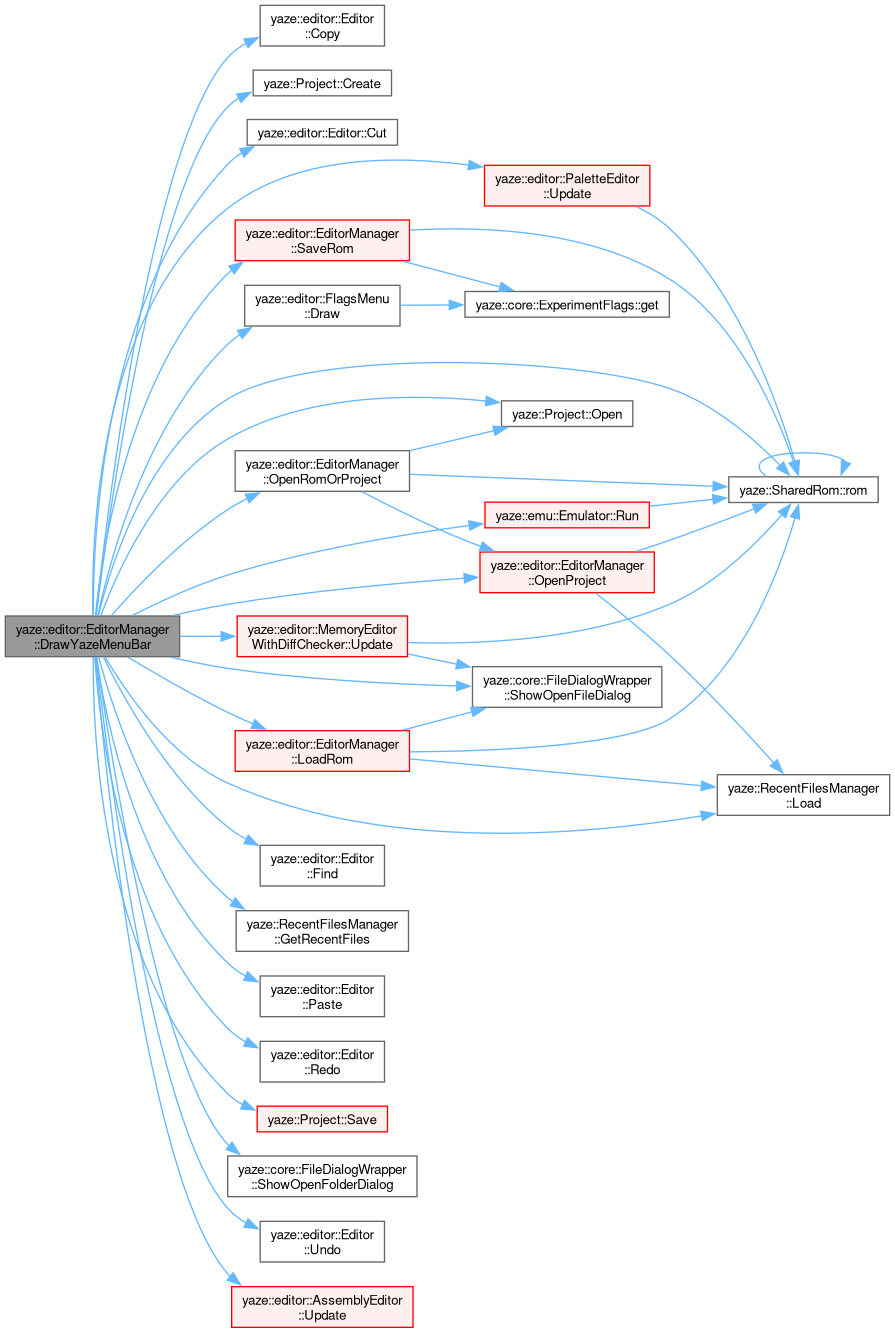 yaze::editor::Editor
::Copy
yaze::Project::Create
yaze::editor::Editor::Cut
yaze::editor::PaletteEditor
::Update
yaze::editor::EditorManager
::SaveRom
yaze::editor::FlagsMenu
::Draw
yaze::core::ExperimentFlags::get
yaze::Project::Open
yaze::editor::EditorManager
::OpenRomOrProject
yaze::SharedRom::rom
yaze::emu::Emulator::Run
yaze::editor::EditorManager
::OpenProject
yaze::editor::EditorManager
::DrawYazeMenuBar
yaze::editor::MemoryEditor
WithDiffChecker::Update
yaze::core::FileDialogWrapper
::ShowOpenFileDialog
yaze::editor::EditorManager
::LoadRom
yaze::RecentFilesManager
::Load
yaze::editor::Editor
::Find
yaze::RecentFilesManager
::GetRecentFiles
yaze::editor::Editor
::Paste
yaze::editor::Editor
::Redo
yaze::Project::Save
yaze::core::FileDialogWrapper
::ShowOpenFolderDialog
yaze::editor::Editor
::Undo
yaze::editor::AssemblyEditor
::Update